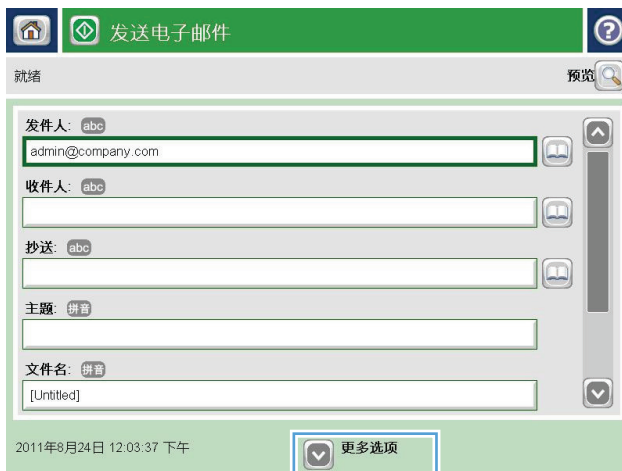 发送电子邮件
就绪
预览
发件人: abc
admin@company.com
收件人: abc
抄送: abc
主题: 拼音
文件名: 拼音
[Untitled]
2011年8月24日 12:03:37 下午
更多选项